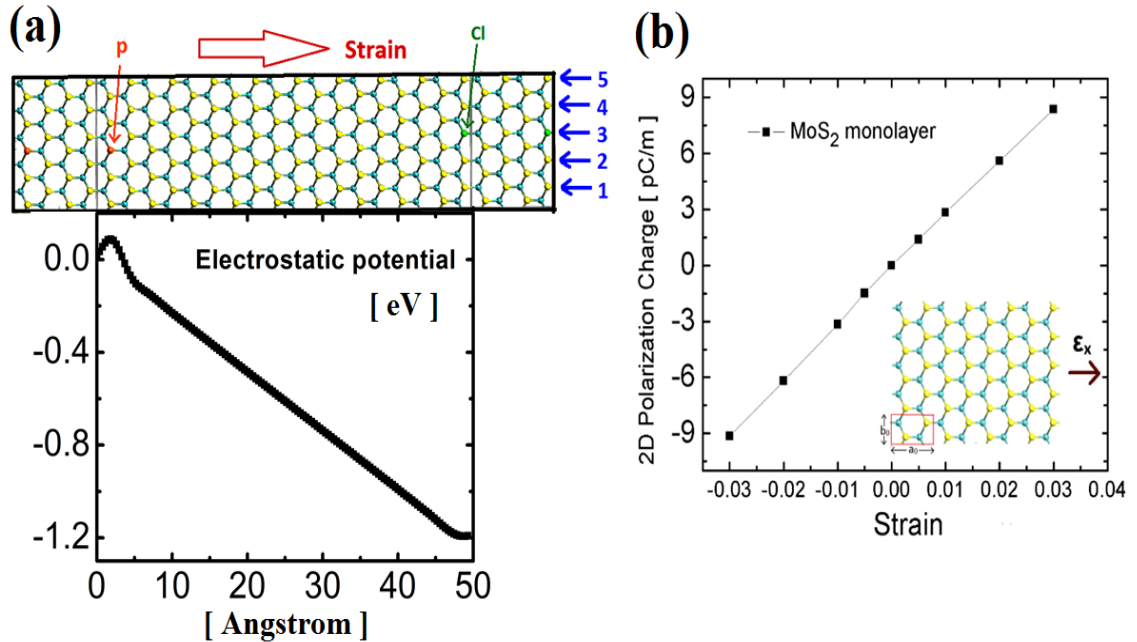 (a)
P
Strain
Cl
5
4
3
2
1
0.0
-0.4
-0.8
-1.2
Electrostatic potential
[ eV ]
0 10 20 30 40 50
[ Angstrom ]
(b)
2D Polarization Charge [ pC/m ]
9
6
3
0
-3
-6
-9
MoS2 monolayer
εx
b0
a0
-0.03 -0.02 -0.01 0.00 0.01 0.02 0.03 0.04
Strain